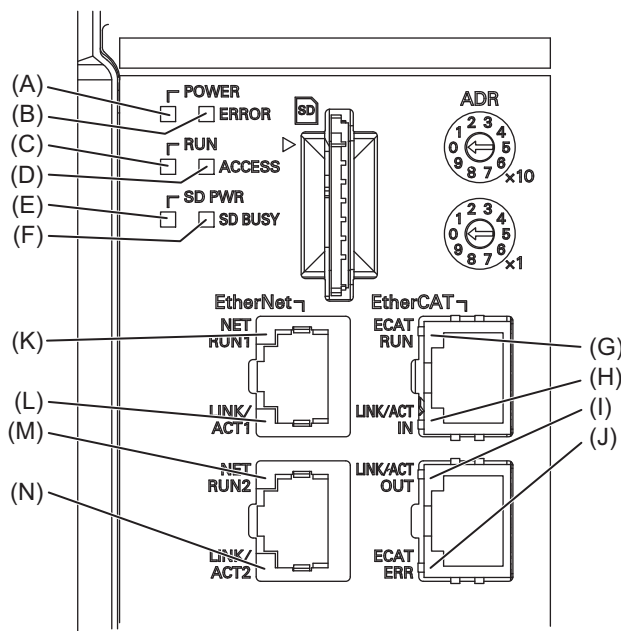 (A)
POWER
(B)
ERROR
(C)
RUN
(D)
ACCESS
(E)
SD PWR
(F)
SD BUSY
SD
ADR
0 1 2 3 4 5 6 7 8 9
×10
0 1 2 3 4 5 6 7 8 9
×1
EtherNet
EtherCAT
(K)
NET
RUN1
(L)
LINK/
ACT1
(M)
NET
RUN2
(N)
LINK/
ACT2
ECAT
RUN
(G)
LINK/ACT
IN
(H)
LINK/ACT
OUT
(I)
ECAT
ERR
(J)